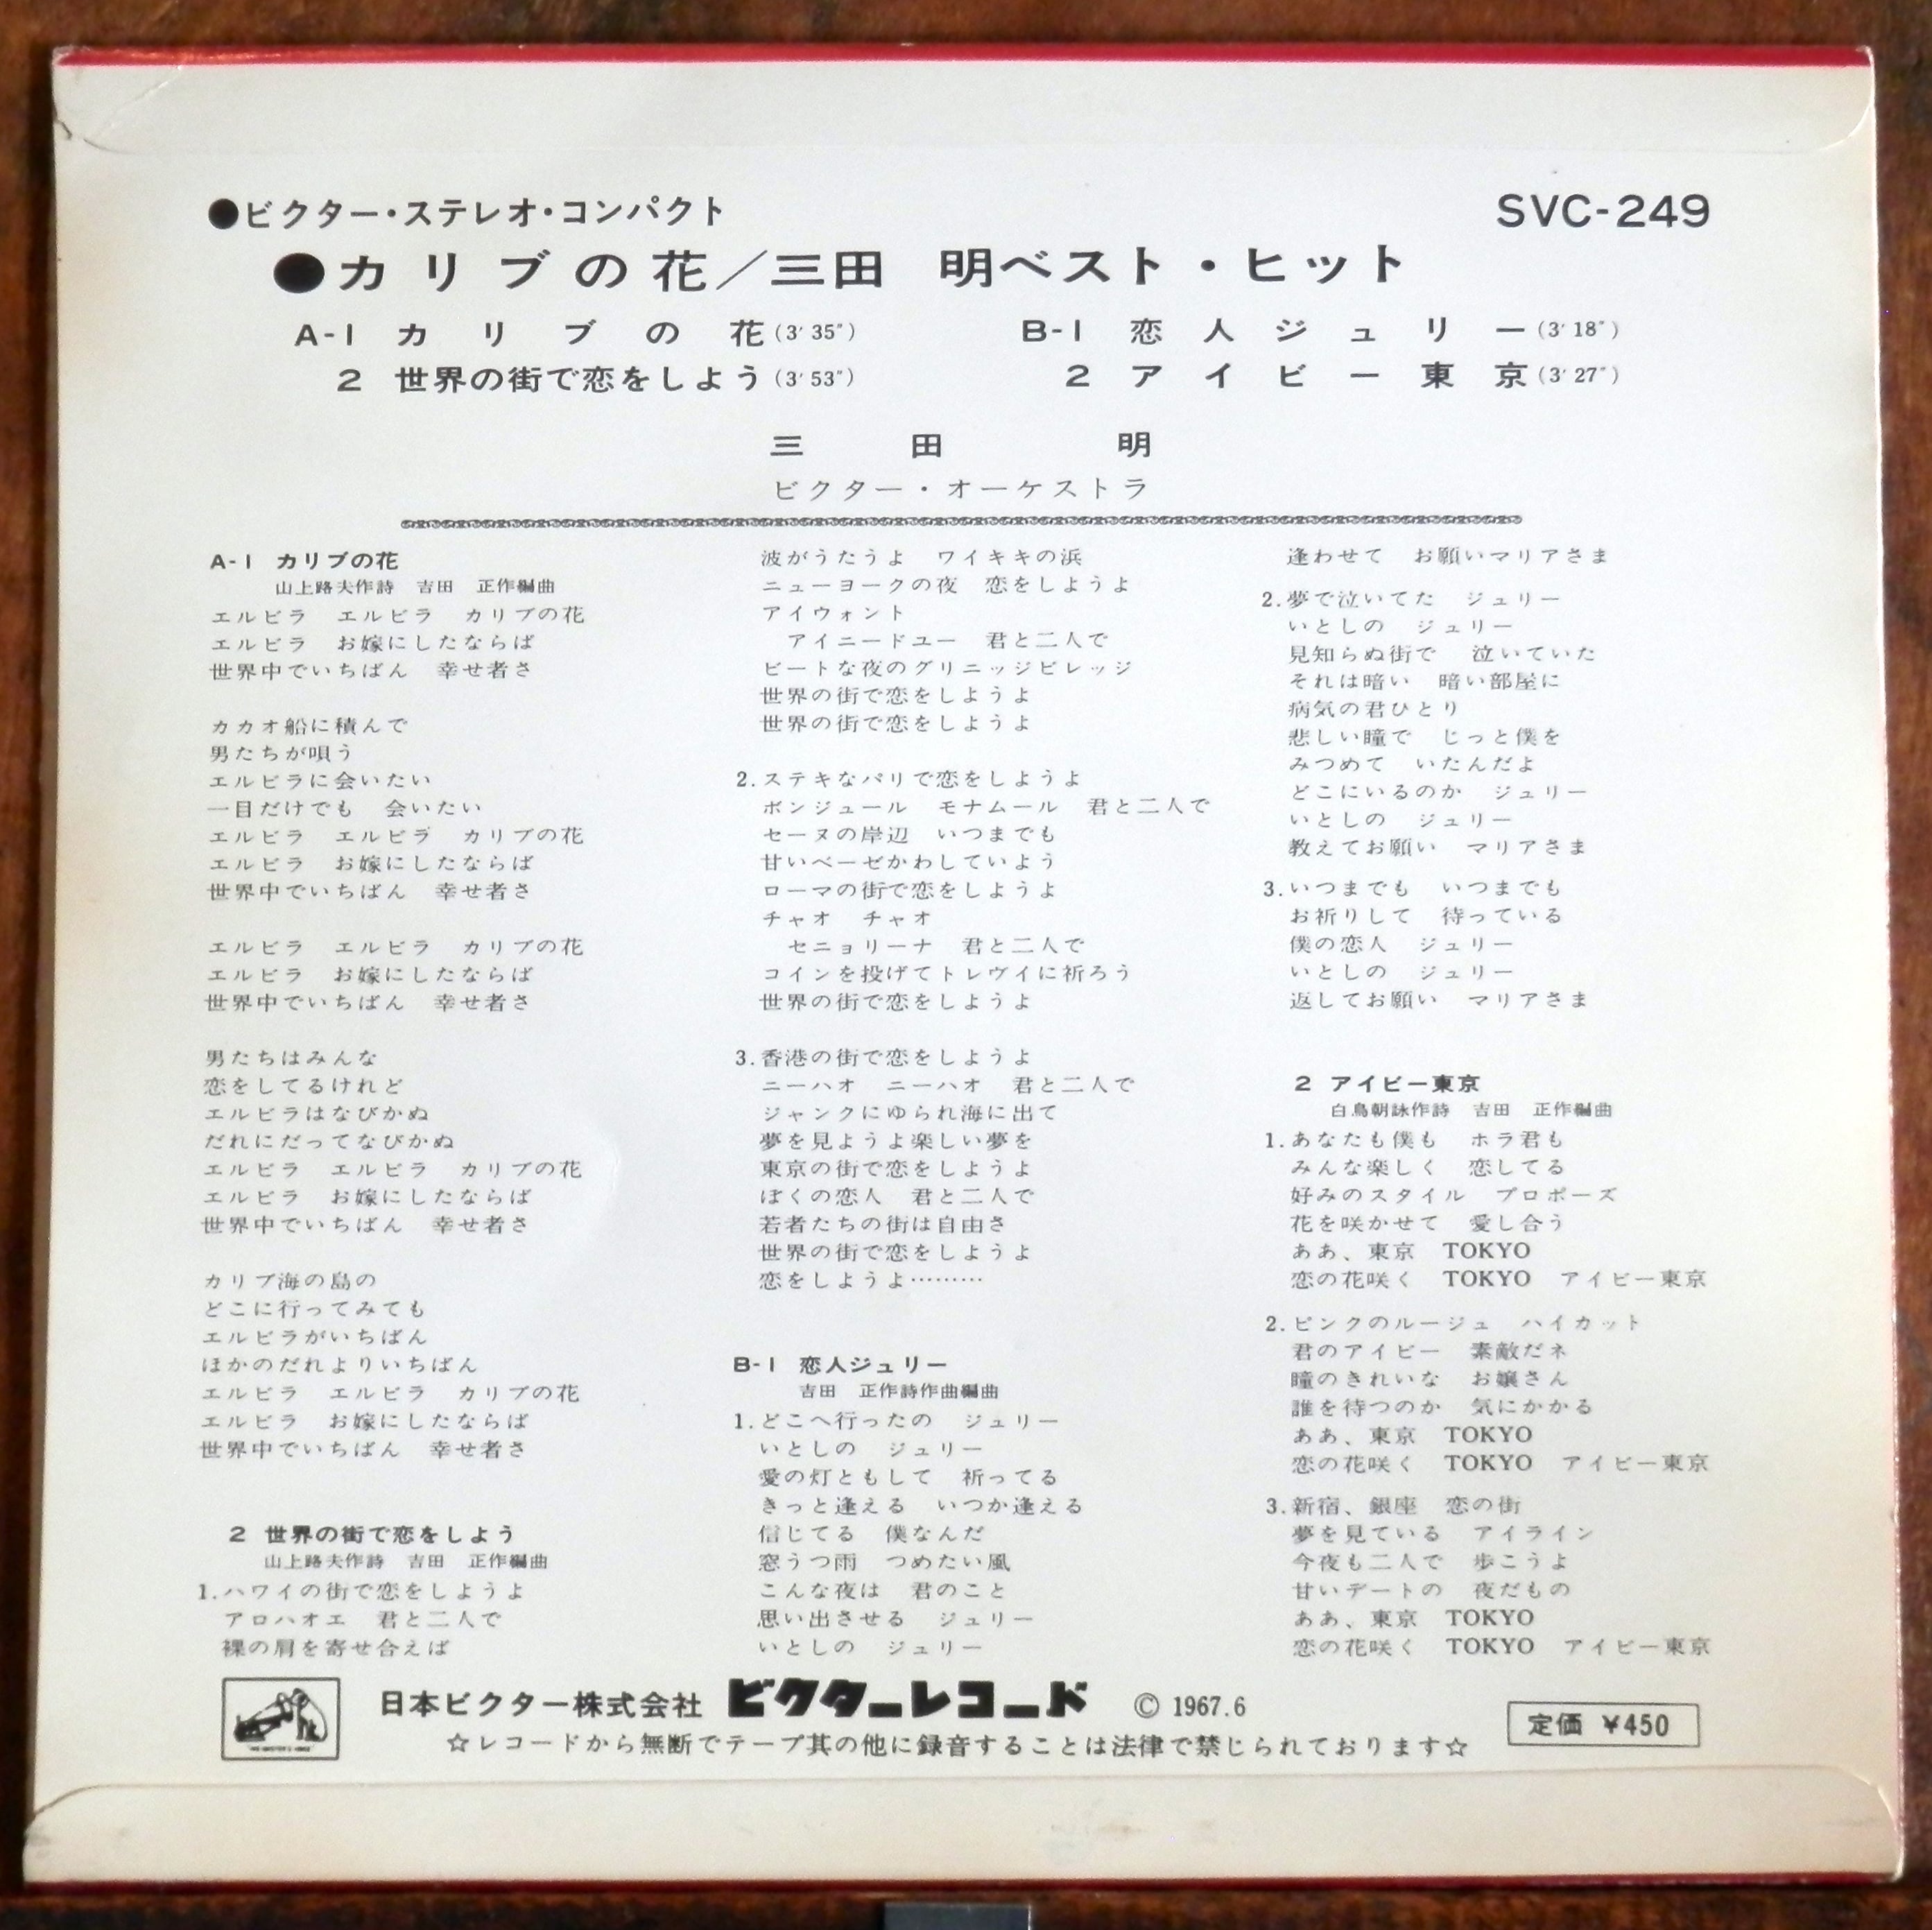 ●ビクター・ステレオ・コンパクト
SVC-249
●カリブの花／三田 明ベスト・ヒット
A-1 カリブの花(3′35″)
2 世界の街で恋をしよう(3′53″)
B-1 恋人ジュリー(3′18″)
2 アイビー東京(3′27″)
三田 明
ビクター・オーケストラ
A-1 カリブの花
山上路夫作詩 吉田 正作編曲
エルビラ エルビラ カリブの花
エルビラ お嫁にしたならば
世界中でいちばん 幸せ者さ
カカオ船に積んで
男たちが唄う
エルビラに会いたい
一目だけでも 会いたい
エルビラ エルビラ カリブの花
エルビラ お嫁にしたならば
世界中でいちばん 幸せ者さ
エルビラ エルビラ カリブの花
エルビラ お嫁にしたならば
世界中でいちばん 幸せ者さ
男たちはみんな
恋をしてるけれど
エルビラはなびかぬ
だれにだってなびかぬ
エルビラ エルビラ カリブの花
エルビラ お嫁にしたならば
世界中でいちばん 幸せ者さ
カリブ海の島の
どこに行ってみても
エルビラがいちばん
ほかのだれよりいちばん
エルビラ エルビラ カリブの花
エルビラ お嫁にしたならば
世界中でいちばん 幸せ者さ
2 世界の街で恋をしよう
山上路夫作詩 吉田 正作編曲
1.ハワイの街で恋をしようよ
アロハオエ 君と二人で
裸の肩を寄せ合えば
波がうたうよ ワイキキの浜
ニューヨークの夜 恋をしようよ
アイウォント
アイニードユー 君と二人で
ビートな夜のグリニッジビレッジ
世界の街で恋をしようよ
世界の街で恋をしようよ
2.ステキなパリで恋をしようよ
ボンジュール モナムール 君と二人で
セーヌの岸辺 いつまでも
甘いベーゼかわしていよう
ローマの街で恋をしようよ
チャオ チャオ
セニョリーナ 君と二人で
コインを投げてトレヴイに祈ろう
世界の街で恋をしようよ
3.香港の街で恋をしようよ
ニーハオ ニーハオ 君と二人で
ジャンクにゆられ海に出て
夢を見ようよ楽しい夢を
東京の街で恋をしようよ
ぼくの恋人 君と二人で
若者たちの街は自由さ
世界の街で恋をしようよ
恋をしようよ………
B-1 恋人ジュリー
吉田 正作詩作曲編曲
1.どこへ行ったの ジュリー
いとしの ジュリー
愛の灯ともして 祈ってる
きっと逢える いつか逢える
信じてる 僕なんだ
窓うつ雨 つめたい風
こんな夜は 君のこと
思い出させる ジュリー
いとしの ジュリー
逢わせて お願いマリアさま
2.夢で泣いてた ジュリー
いとしの ジュリー
見知らぬ街で 泣いていた
それは暗い 暗い部屋に
病気の君ひとり
悲しい瞳で じっと僕を
みつめて いたんだよ
どこにいるのか ジュリー
いとしの ジュリー
教えてお願い マリアさま
3.いつまでも いつまでも
お祈りして 待っている
僕の恋人 ジュリー
いとしの ジュリー
返してお願い マリアさま
2 アイビー東京
白鳥朝詠作詩 吉田 正作編曲
1.あなたも僕も ホラ君も
みんな楽しく 恋してる
好みのスタイル プロポーズ
花を咲かせて 愛し合う
ああ、東京 TOKYO
恋の花咲く TOKYO アイビー東京
2.ピンクのルージュ ハイカット
君のアイビー 素敵だネ
瞳のきれいな お嬢さん
誰を待つのか 気にかかる
ああ、東京 TOKYO
恋の花咲く TOKYO アイビー東京
3.新宿、銀座 恋の街
夢を見ている アイライン
今夜も二人で 歩こうよ
甘いデートの 夜だもの
ああ、東京 TOKYO
恋の花咲く TOKYO アイビー東京
日本ビクター株式会社 ビクターレコード © 1967.6
☆レコードから無断でテープ其の他に録音することは法律で禁じられております☆
定価 ¥450